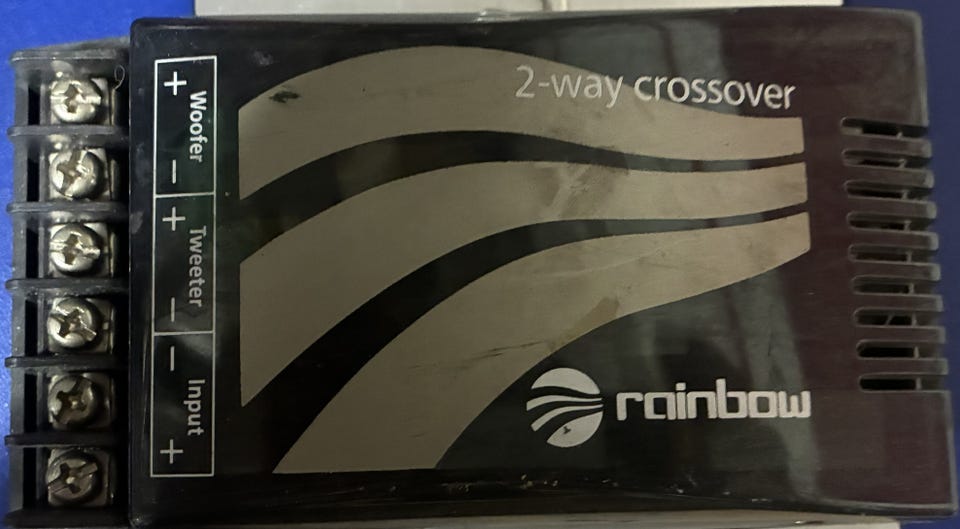 2-way crossover
+ Woofer −
+ Tweeter −
− Input +
rainbow